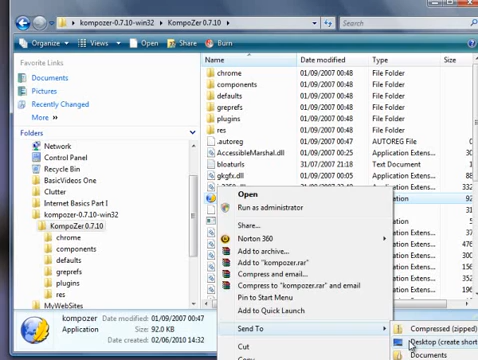 kompozer-0.7.10-win32 ▸ KompoZer 0.7.10 ▸
Search
Organize Views Open Share Burn
Favorite Links
Documents
Pictures
Recently Changed
More »
Folders
Network
Control Panel
Recycle Bin
BasicVideos One
Clutter
Internet Basics Part I
kompozer-0.7.10-win32
KompoZer 0.7.10
chrome
components
defaults
greprefs
plugins
res
MyWebSites
Name Date modified Type Size
chrome 01/09/2007 00:48 File Folder
components 01/09/2007 00:48 File Folder
defaults 01/09/2007 00:48 File Folder
greprefs 01/09/2007 00:48 File Folder
plugins 01/09/2007 00:48 File Folder
res 01/09/2007 00:48 File Folder
.autoreg 01/09/2007 00:48 AUTOREG File
AccessibleMarshal.dll 01/09/2007 00:47 Application Extens...
bloaturls 31/07/2007 21:18 Text Document
gkgfx.dll 01/09/2007 00:47 Application Extens...
Open
Run as administrator
Share...
Norton 360
Add to archive...
Add to "kompozer.rar"
Compress and email...
Compress to "kompozer.rar" and email
Pin to Start Menu
Add to Quick Launch
Send To
Cut
Copy
Compressed (zipped)
Desktop (create short
Documents
kompozer Date modified: 01/09/2007 00:47
Application Size: 92.0 KB
Date created: 02/06/2010 14:32